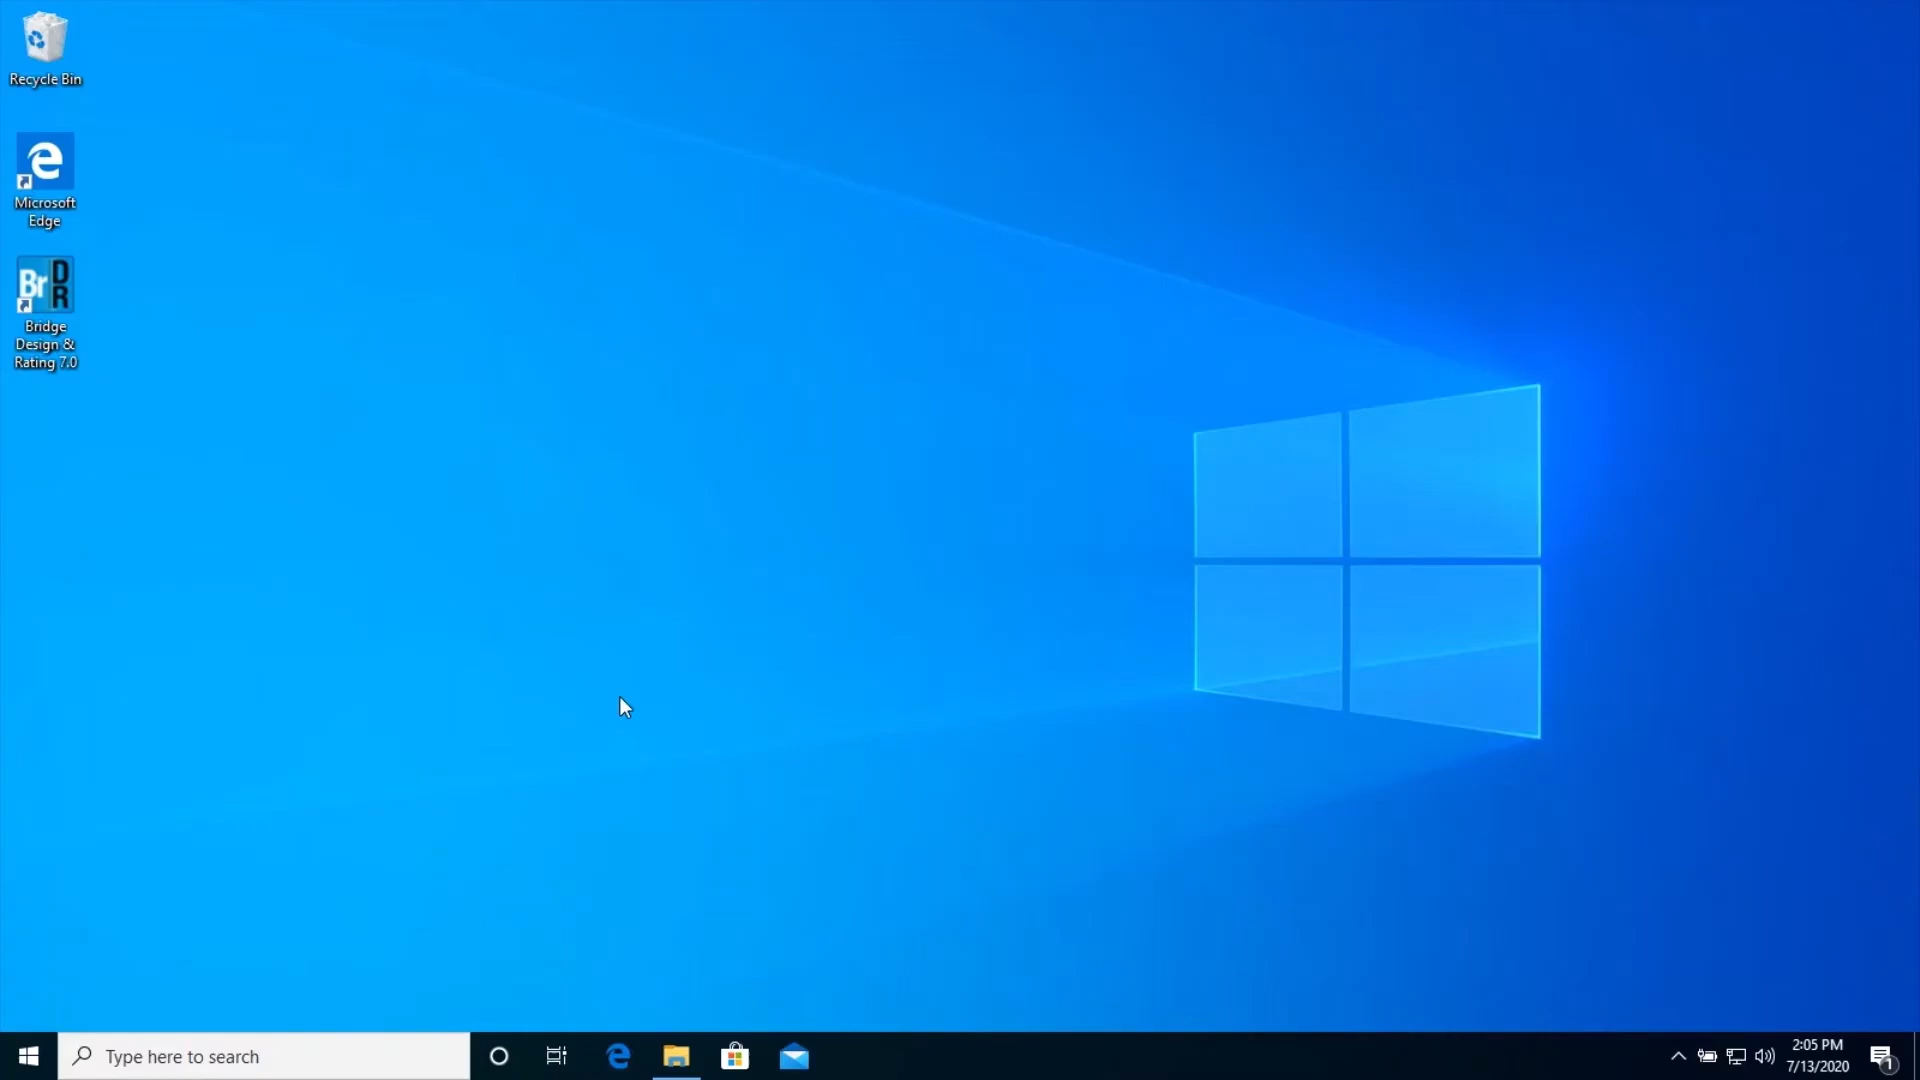 Recycle Bin
Microsoft
Edge
Br DR
Bridge
Design &
Rating 7.0
Type here to search
2:05 PM
7/13/2020
1